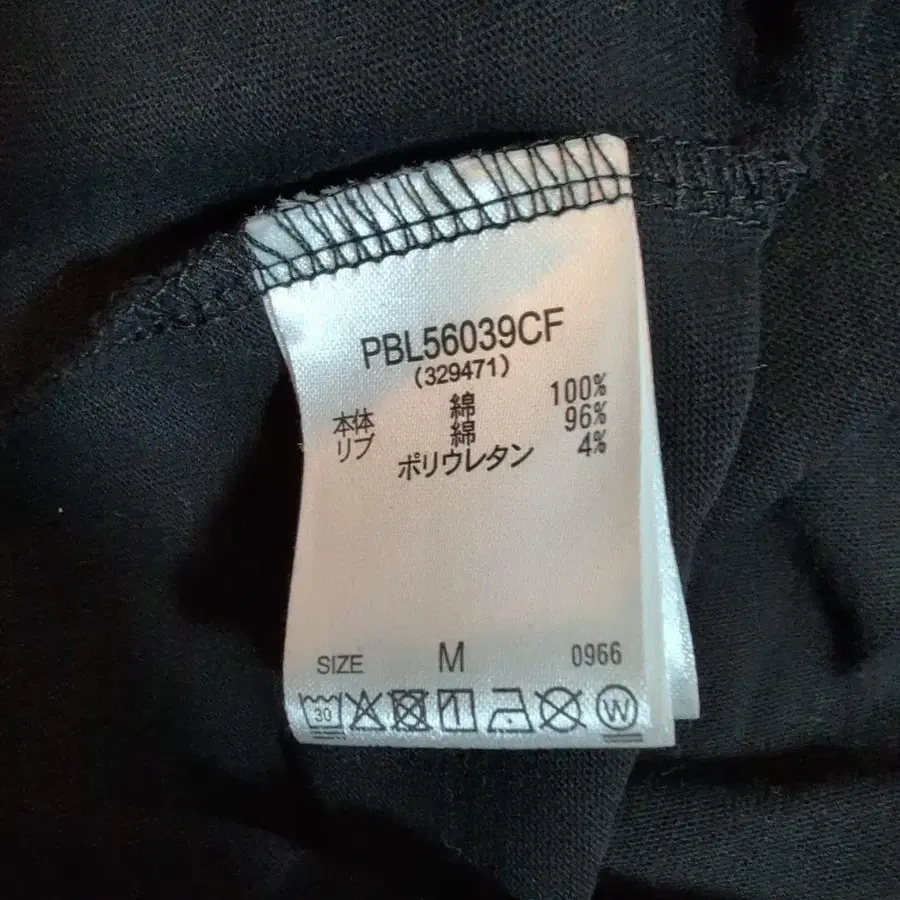 PBL56039CF
(329471)
本体 綿 100%
リブ 綿 96%
ポリウレタン 4%
SIZE M 0966
30 W